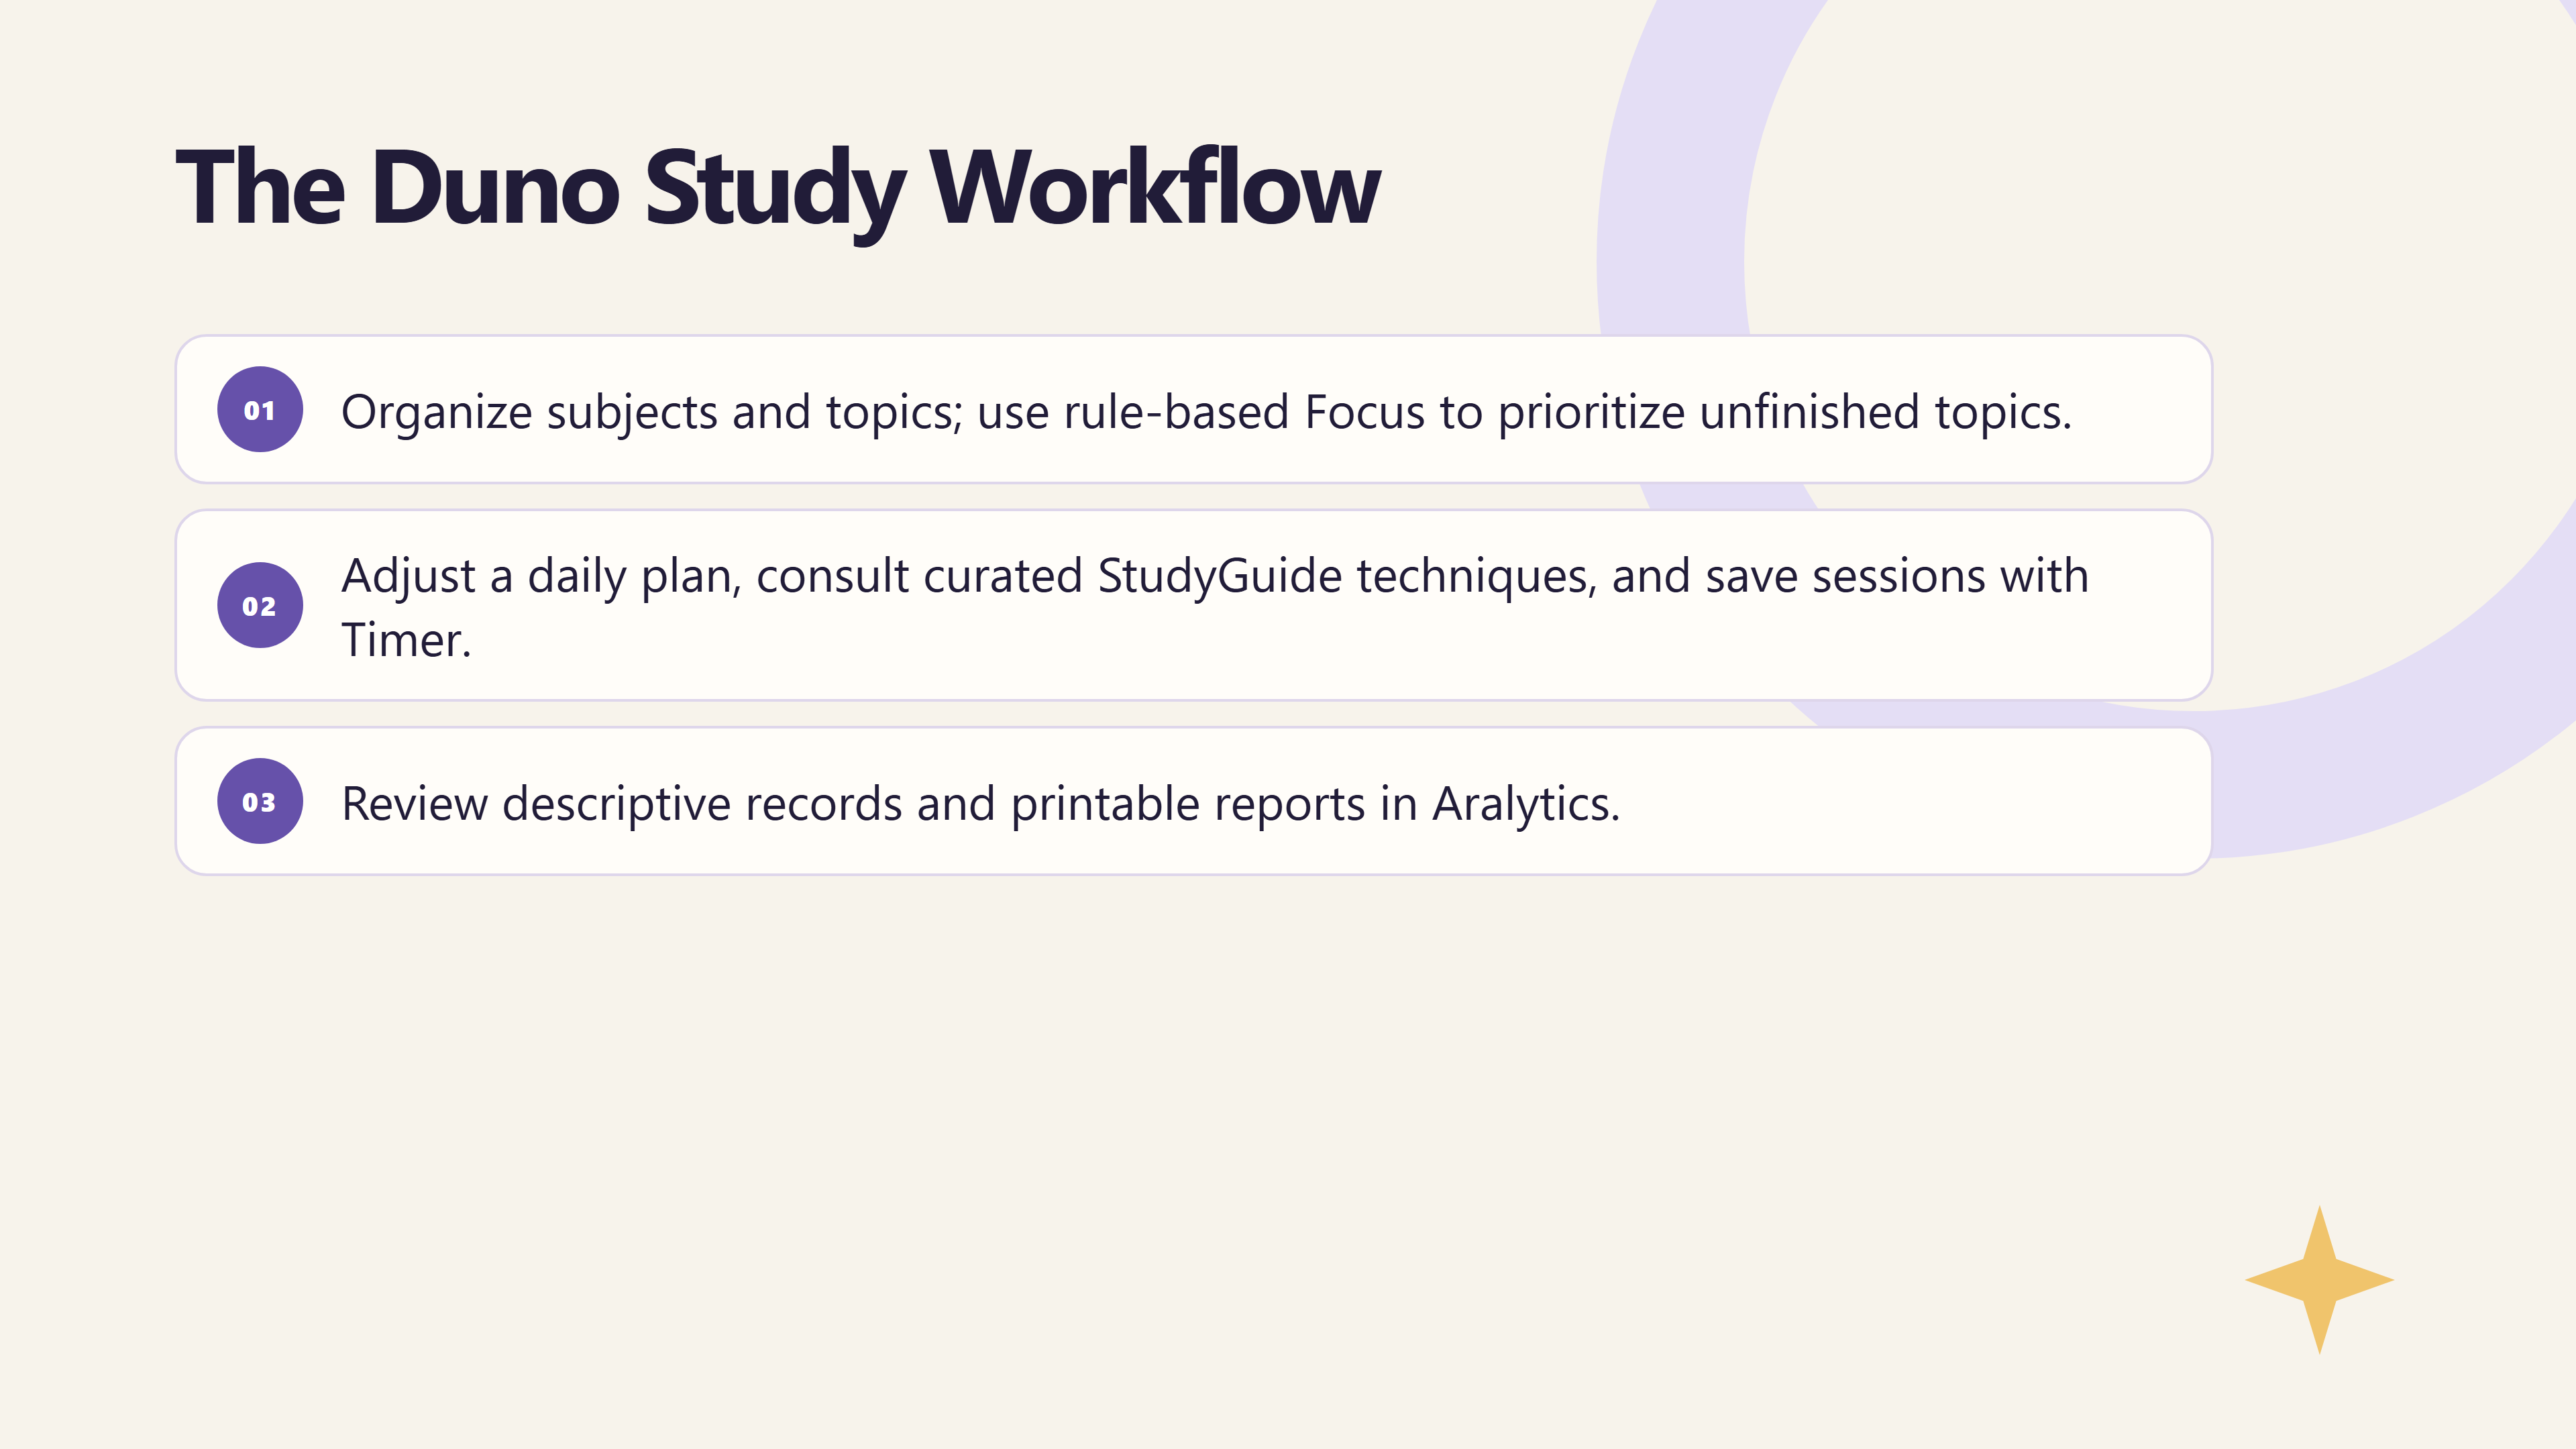 The Duno Study Workflow
01
Organize subjects and topics; use rule-based Focus to prioritize unfinished topics.
02
Adjust a daily plan, consult curated StudyGuide techniques, and save sessions with
Timer.
03
Review descriptive records and printable reports in Aralytics.